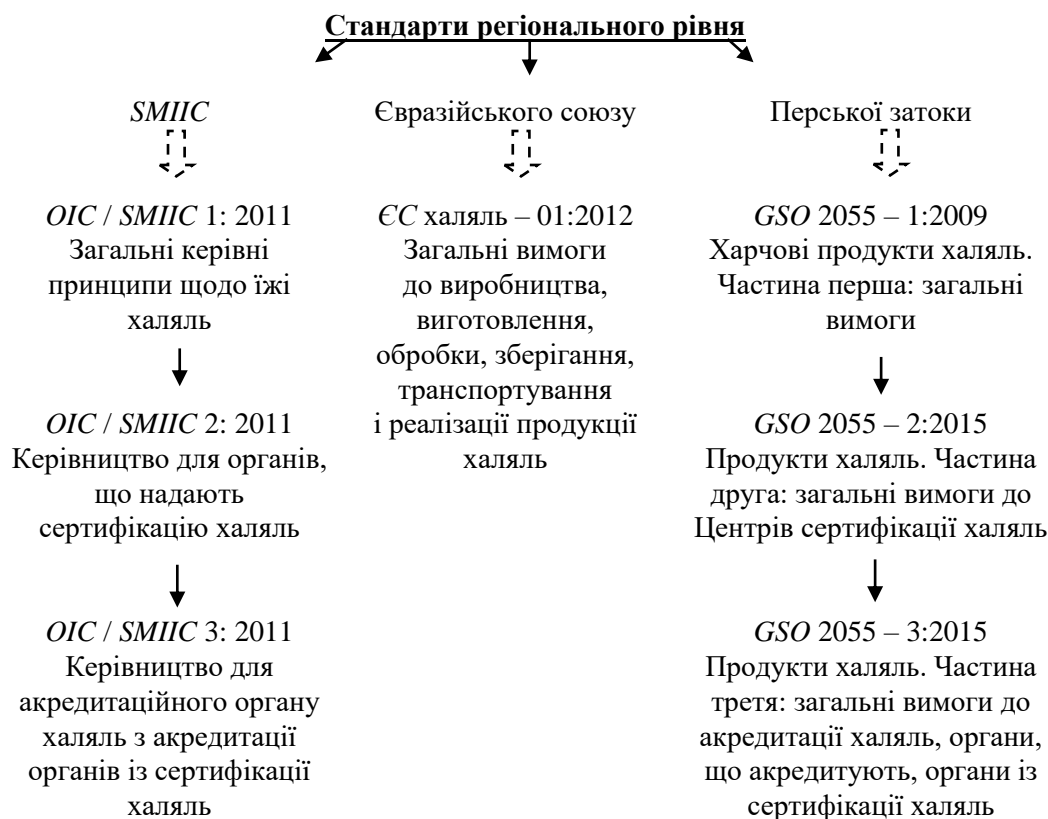 Стандарти регіонального рівня
SMIIC
OIC / SMIIC 1: 2011
Загальні керівні
принципи щодо їжі
халяль
OIC / SMIIC 2: 2011
Керівництво для органів,
що надають
сертифікацію халяль
OIC / SMIIC 3: 2011
Керівництво для
акредитаційного органу
халяль з акредитації
органів із сертифікації
халяль
Євразійського союзу
ЄС халяль – 01:2012
Загальні вимоги
до виробництва,
виготовлення,
обробки, зберігання,
транспортування
і реалізації продукції
халяль
Перської затоки
GSO 2055 – 1:2009
Харчові продукти халяль.
Частина перша: загальні
вимоги
GSO 2055 – 2:2015
Продукти халяль. Частина
друга: загальні вимоги до
Центрів сертифікації халяль
GSO 2055 – 3:2015
Продукти халяль. Частина
третя: загальні вимоги до
акредитації халяль, органи,
що акредитують, органи із
сертифікації халяль